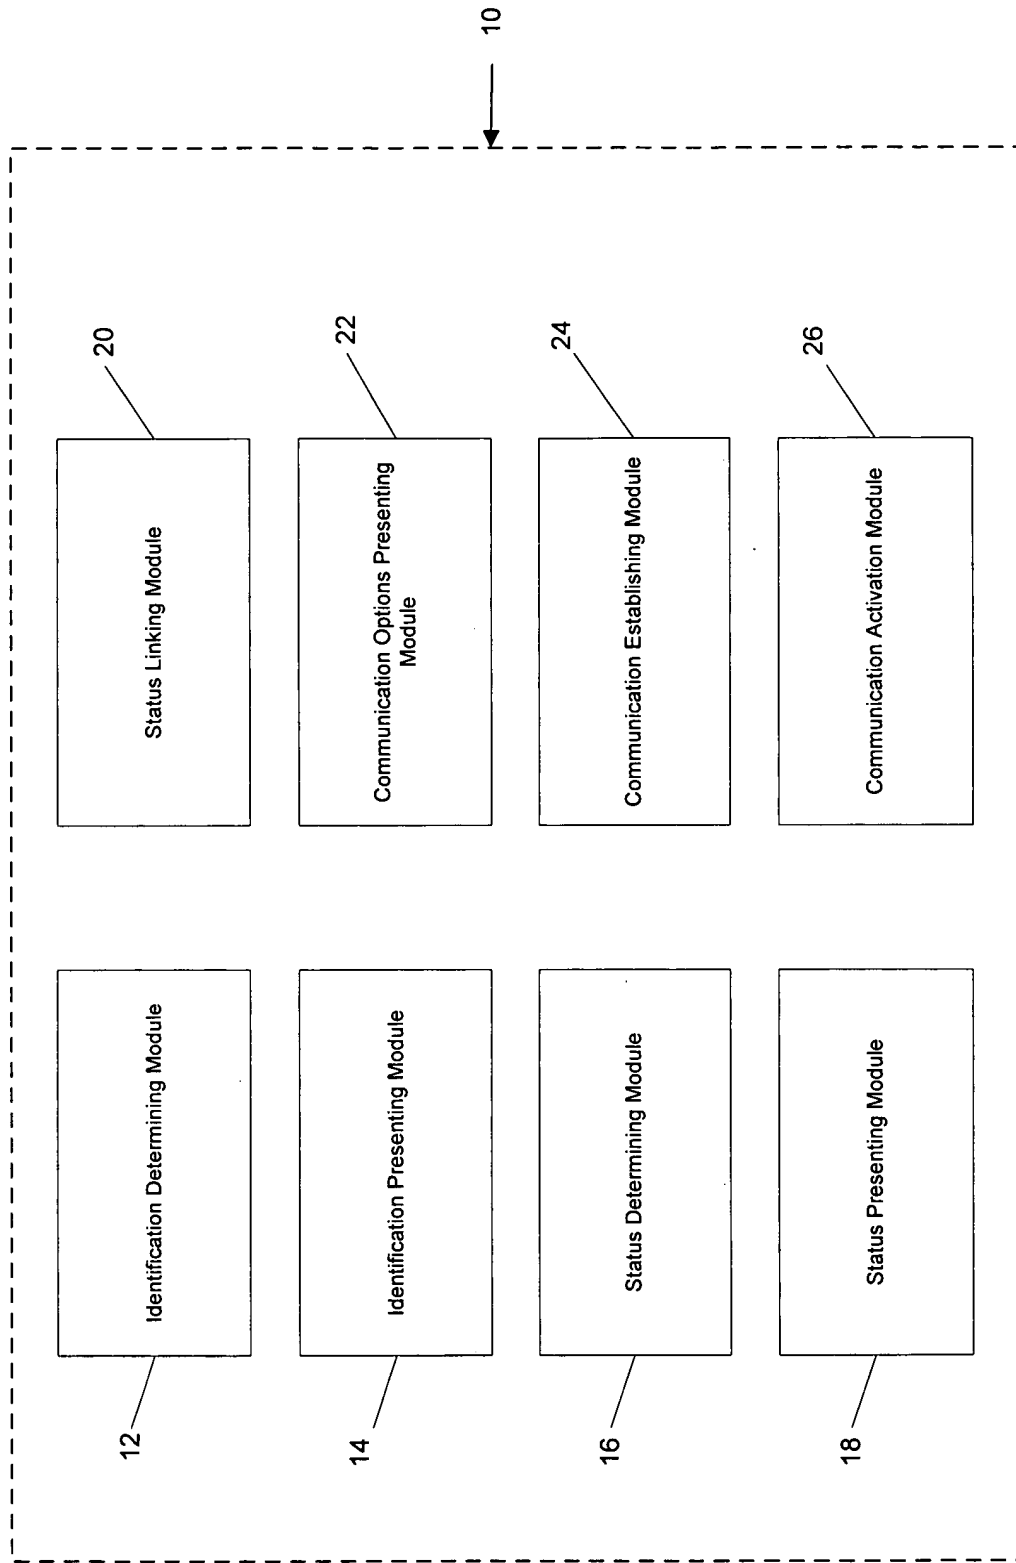 10
20
Status Linking Module
22
Communication Options Presenting
Module
24
Communication Establishing Module
26
Communication Activation Module
12
Identification Determining Module
14
Identification Presenting Module
16
Status Determining Module
18
Status Presenting Module